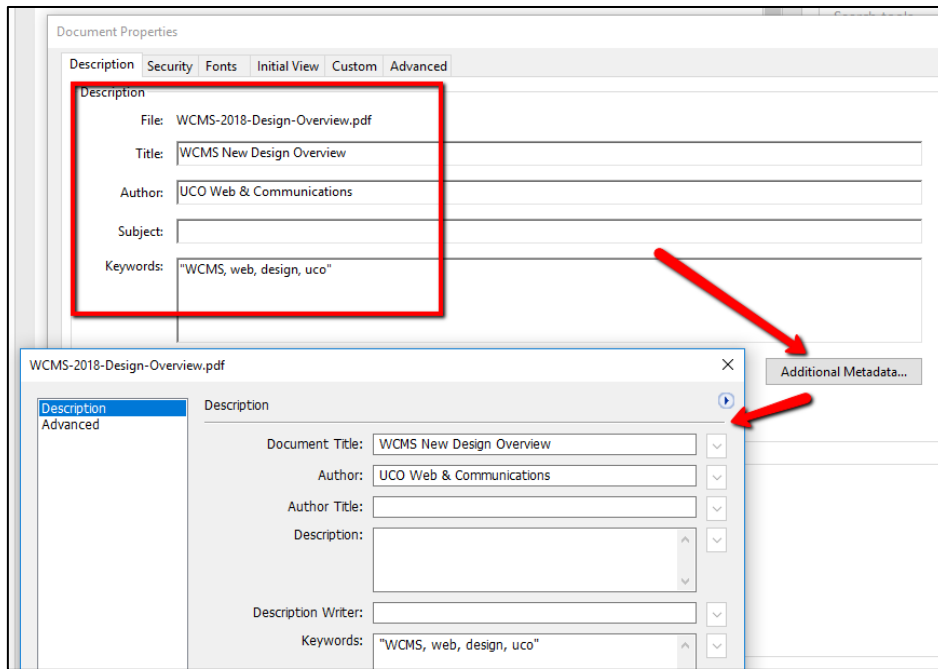 Search tools
Document Properties
Description Security Fonts Initial View Custom Advanced
Description
File: WCMS-2018-Design-Overview.pdf
Title: WCMS New Design Overview
Author: UCO Web & Communications
Subject:
Keywords: "WCMS, web, design, uco"
Additional Metadata...
WCMS-2018-Design-Overview.pdf
Description
Advanced
Description
Document Title: WCMS New Design Overview
Author: UCO Web & Communications
Author Title:
Description:
Description Writer:
Keywords: "WCMS, web, design, uco"